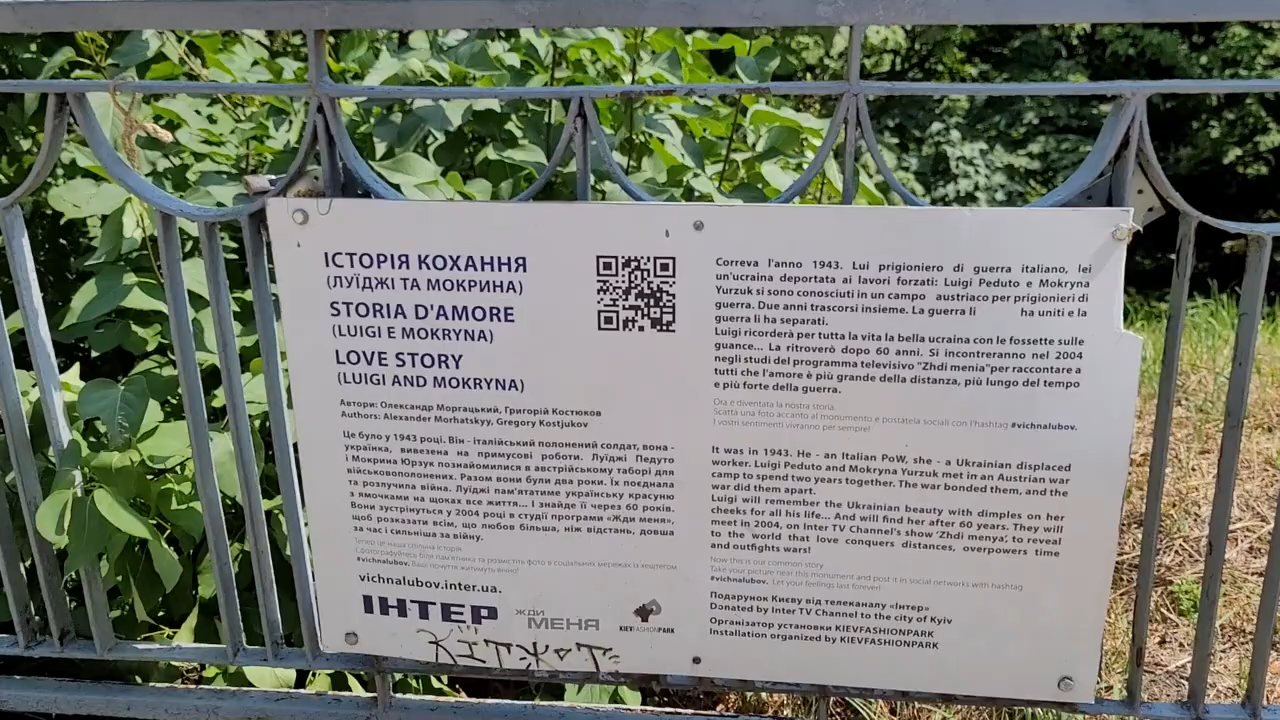 ІСТОРІЯ КОХАННЯ
(ЛУЇДЖІ ТА МОКРИНА)
STORIA D'AMORE
(LUIGI E MOKRYNA)
LOVE STORY
(LUIGI AND MOKRYNA)
Автори: Олександр Моргацький, Григорій Костюков
Authors: Alexander Morhatskyy, Gregory Kostjukov
Це було у 1943 році. Він - італійський полонений солдат, вона -
українка, вивезена на примусові роботи. Луїджі Педуто
і Мокрина Юрзук познайомилися в австрійському таборі для
військовополонених. Разом вони були два роки. Їх поєднала
та розлучила війна. Луїджі пам'ятатиме українську красуню
з ямочками на щоках все життя... І знайде її через 60 років.
Вони зустрінуться у 2004 році в студії програми «Жди меня»,
щоб розказати всім, що любов більша, ніж відстань, довша
за час і сильніша за війну.
Тепер це наша спільна історія.
Сфотографуйтесь біля пам'ятника та розмістіть фото в соціальних мережах із хештегом
#vichnalubov. Ваші почуття житимуть вічно!
vichnalubov.inter.ua.
ІНТЕР
ЖДИ
МЕНЯ
KIEVFASHIONPARK
Correva l'anno 1943. Lui prigioniero di guerra italiano, lei
un'ucraina deportata ai lavori forzati: Luigi Peduto e Mokryna
Yurzuk si sono conosciuti in un campo austriaco per prigionieri di
guerra. Due anni trascorsi insieme. La guerra li ha uniti e la
guerra li ha separati.
Luigi ricorderà per tutta la vita la bella ucraina con le fossette sulle
guance... La ritroverò dopo 60 anni. Si incontreranno nel 2004
negli studi del programma televisivo "Zhdi menia"per raccontare a
tutti che l'amore è più grande della distanza, più lungo del tempo
e più forte della guerra.
Ora è diventata la nostra storia.
Scatta una foto accanto al monumento e postatela sociali con l'hashtag #vichnalubov.
I vostri sentimenti vivranno per sempre!
It was in 1943. He - an Italian PoW, she - a Ukrainian displaced
worker. Luigi Peduto and Mokryna Yurzuk met in an Austrian war
camp to spend two years together. The war bonded them, and the
war did them apart.
Luigi will remember the Ukrainian beauty with dimples on her
cheeks for all his life... And will find her after 60 years. They will
meet in 2004, on Inter TV Channel's show 'Zhdi menya', to reveal
to the world that love conquers distances, overpowers time
and outfights wars!
Now this is our common story
Take your picture near this monument and post it in social networks with hashtag
#vichnalubov. Let your feelings last forever!
Подарунок Києву від телеканалу «Інтер»
Donated by Inter TV Channel to the city of Kyiv
Організатор установки KIEVFASHIONPARK
Installation organized by KIEVFASHIONPARK